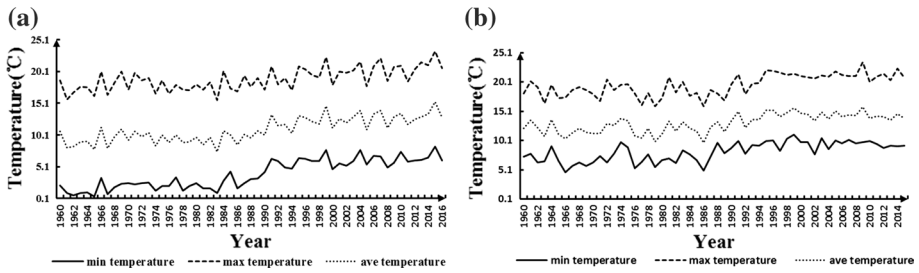 (a)
(b)
Temperature(℃)
25.1
20.1
15.1
10.1
5.1
0.1
1960 1962 1964 1966 1968 1970 1972 1974 1976 1978 1980 1982 1984 1986 1988 1990 1992 1994 1996 1998 2000 2002 2004 2006 2008 2010 2012 2014 2016
Year
min temperature max temperature ave temperature
Temperature(℃)
25.1
20.1
15.1
10.1
5.1
0.1
1960 1962 1964 1966 1968 1970 1972 1974 1976 1978 1980 1982 1984 1986 1988 1990 1992 1994 1996 1998 2000 2002 2004 2006 2008 2010 2012 2014
Year
min temperature max temperature ave temperature